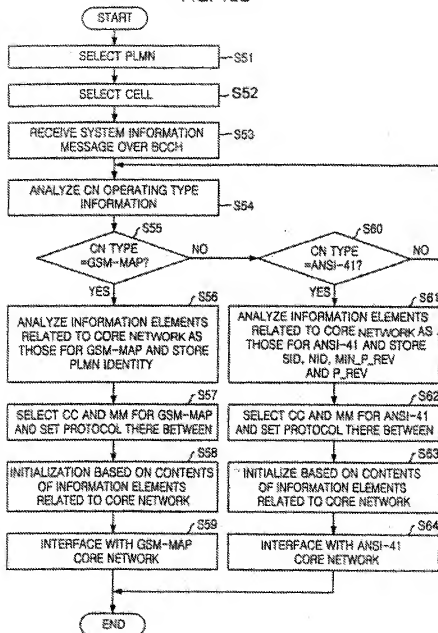 START
SELECT PLMN
S51
SELECT CELL
S52
RECEIVE SYSTEM INFORMATION
MESSAGE OVER BCCH
S53
ANALYZE CN OPERATING TYPE
INFORMATION
S54
S55
CN TYPE
=GSM-MAP?
NO
YES
S60
CN TYPE
=ANSI-41?
NO
YES
S56
ANALYZE INFORMATION ELEMENTS
RELATED TO CORE NETWORK AS
THOSE FOR GSM-MAP AND STORE
PLMN IDENTITY
S61
ANALYZE INFORMATION ELEMENTS
RELATED TO CORE NETWORK AS
THOSE FOR ANSI-41 AND STORE
SID, NID, MIN_P_REV
AND P_REV
S57
SELECT CC AND MM FOR GSM-MAP
AND SET PROTOCOL THERE BETWEEN
S62
SELECT CC AND MM FOR ANSI-41
AND SET PROTOCOL THERE BETWEEN
S58
INITIALIZATION BASED ON CONTENTS
OF INFORMATION ELEMENTS
RELATED TO CORE NETWORK
S63
INITIALIZE BASED ON CONTENTS
OF INFORMATION ELEMENTS
RELATED TO CORE NETWORK
S59
INTERFACE WITH GSM-MAP
CORE NETWORK
S64
INTERFACE WITH ANSI-41
CORE NETWORK
END